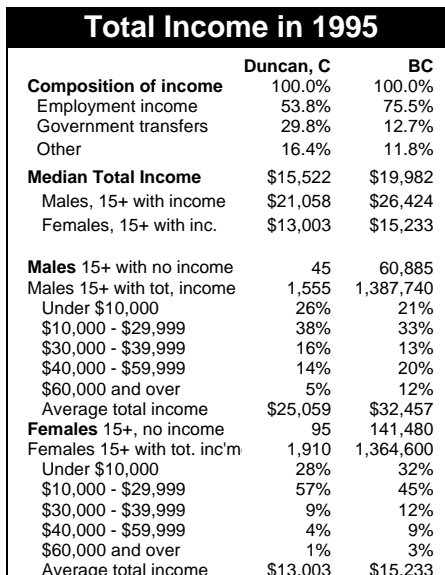 Total Income in 1995
Duncan, C BC
Composition of income 100.0% 100.0%
Employment income 53.8% 75.5%
Government transfers 29.8% 12.7%
Other 16.4% 11.8%
Median Total Income $15,522 $19,982
Males, 15+ with income $21,058 $26,424
Females, 15+ with inc. $13,003 $15,233
Males 15+ with no income 45 60,885
Males 15+ with tot, income 1,555 1,387,740
Under $10,000 26% 21%
$10,000 - $29,999 38% 33%
$30,000 - $39,999 16% 13%
$40,000 - $59,999 14% 20%
$60,000 and over 5% 12%
Average total income $25,059 $32,457
Females 15+, no income 95 141,480
Females 15+ with tot. inc'm 1,910 1,364,600
Under $10,000 28% 32%
$10,000 - $29,999 57% 45%
$30,000 - $39,999 9% 12%
$40,000 - $59,999 4% 9%
$60,000 and over 1% 3%
Average total income $13,003 $15,233